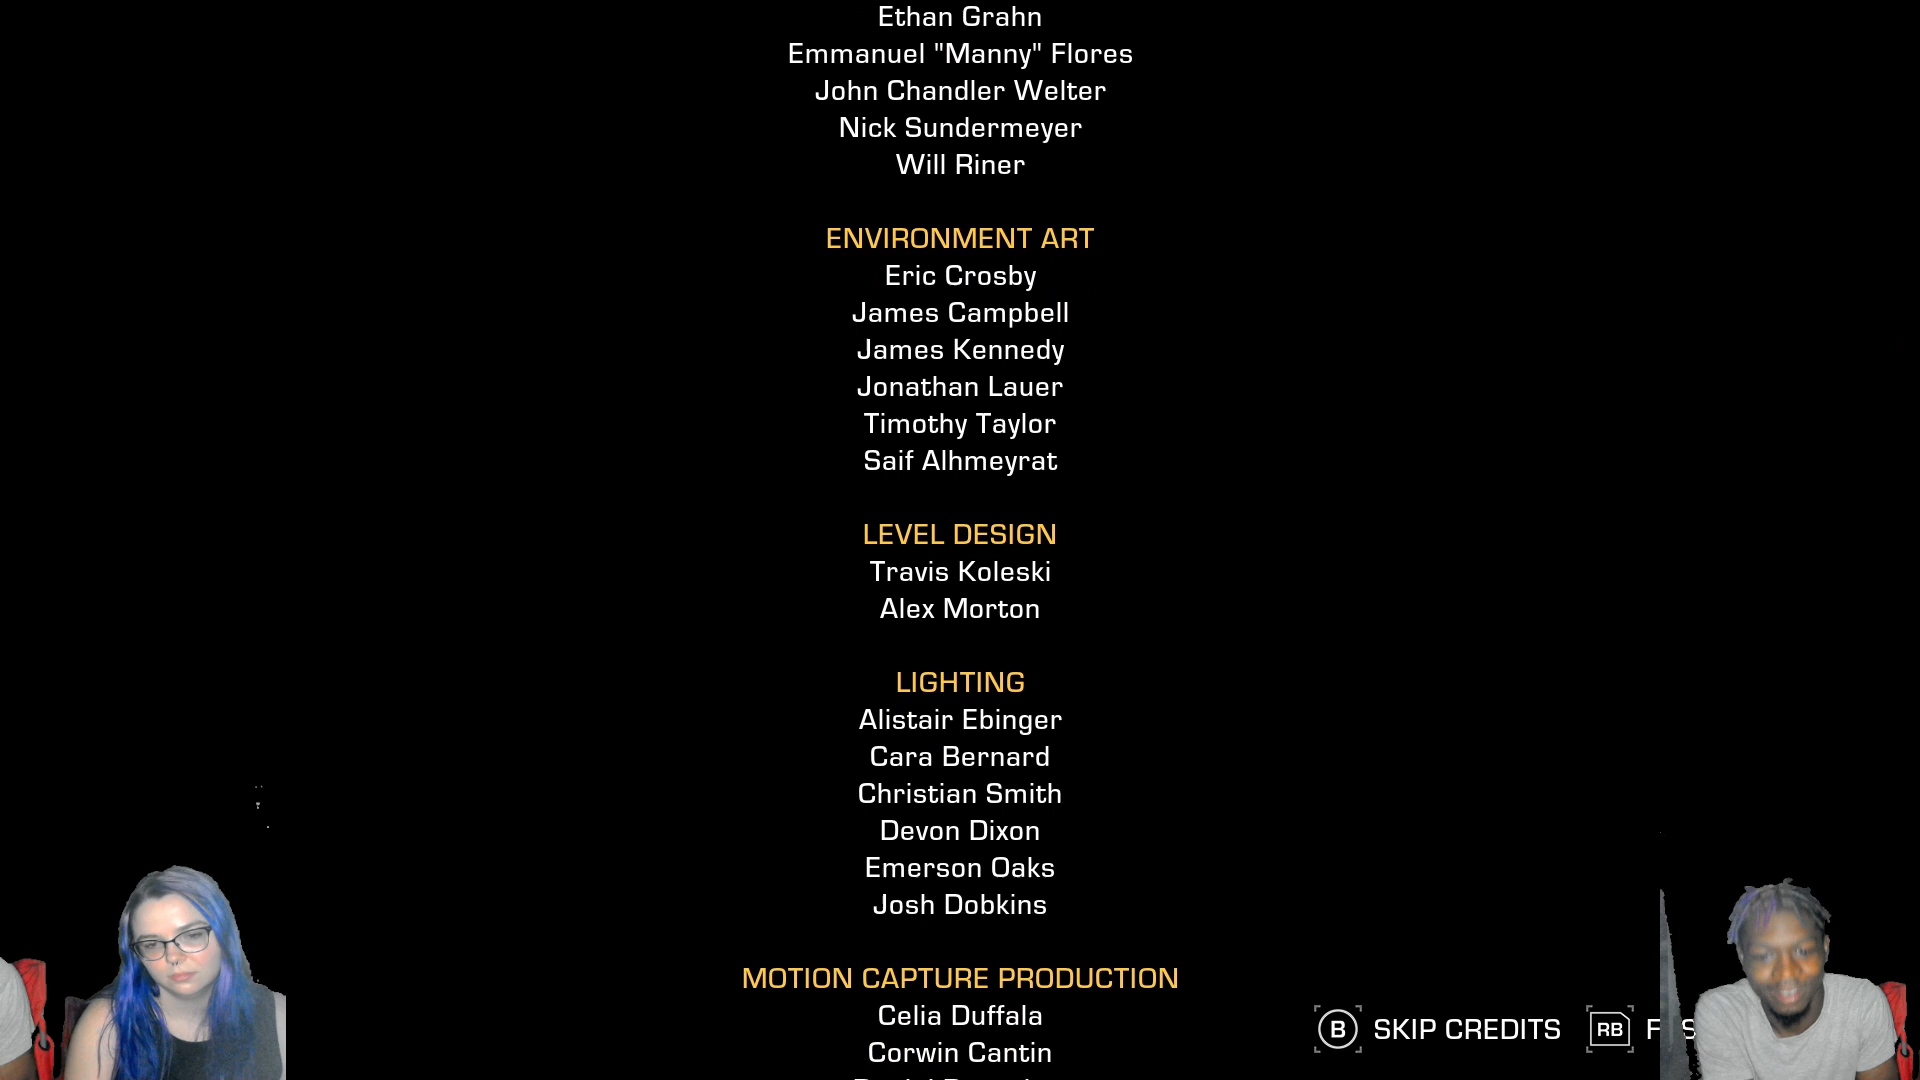 Ethan Grahn
Emmanuel "Manny" Flores
John Chandler Welter
Nick Sundermeyer
Will Riner
ENVIRONMENT ART
Eric Crosby
James Campbell
James Kennedy
Jonathan Lauer
Timothy Taylor
Saif Alhmeyrat
LEVEL DESIGN
Travis Koleski
Alex Morton
LIGHTING
Alistair Ebinger
Cara Bernard
Christian Smith
Devon Dixon
Emerson Oaks
Josh Dobkins
MOTION CAPTURE PRODUCTION
Celia Duffala
Corwin Cantin
B SKIP CREDITS RB